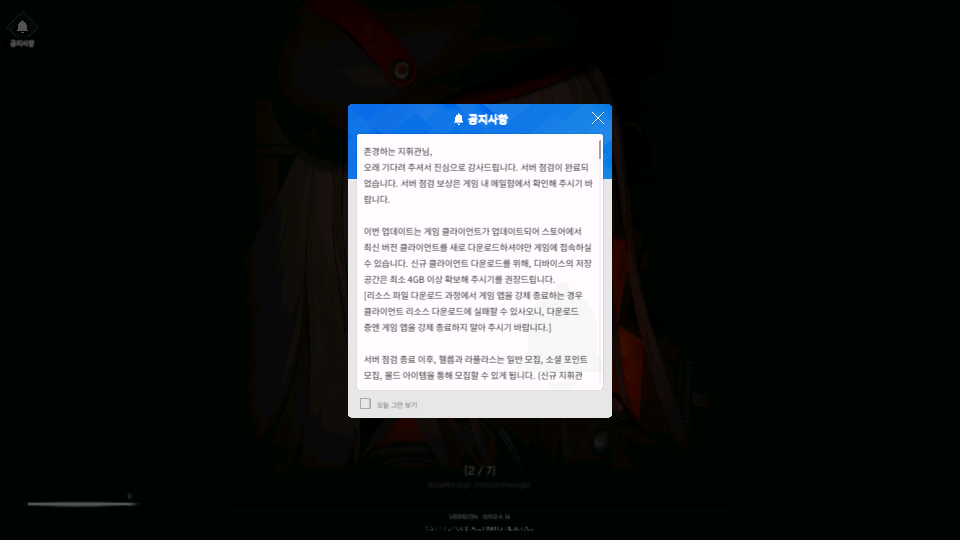 공지사항
공지사항
존경하는 지휘관님,
오래 기다려 주셔서 진심으로 감사드립니다. 서버 점검이 완료되
었습니다. 서버 점검 보상은 게임 내 메일함에서 확인해 주시기 바
랍니다.
이번 업데이트는 게임 클라이언트가 업데이트되어 스토어에서
최신 버전 클라이언트를 새로 다운로드하셔야만 게임에 접속하실
수 있습니다. 신규 클라이언트 다운로드를 위해, 디바이스의 저장
공간은 최소 4GB 이상 확보해 주시기를 권장드립니다.
[리소스 파일 다운로드 과정에서 게임 앱을 강제 종료하는 경우
클라이언트 리소스 다운로드에 실패할 수 있사오니, 다운로드
중엔 게임 앱을 강제 종료하지 말아 주시기 바랍니다.]
서버 점검 종료 이후, 헬름과 라플라스는 일반 모집, 소셜 포인트
모집, 몰드 아이템을 통해 모집할 수 있게 됩니다. (신규 지휘관
오늘 그만 보기
[2 / 7]
VERSION